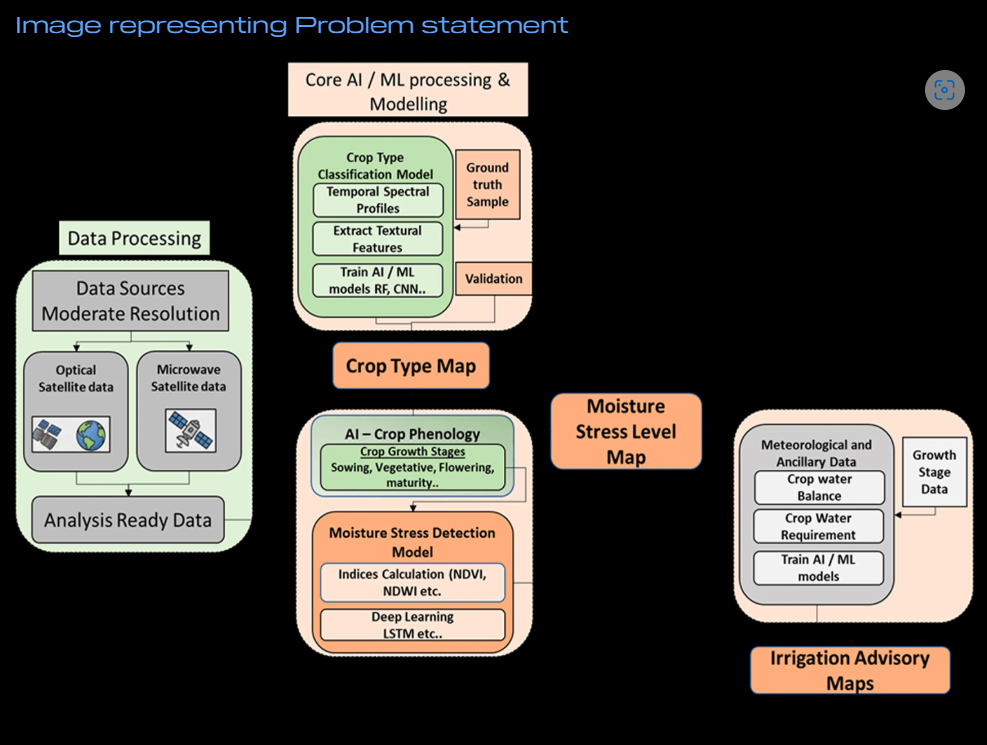 Image representing Problem statement
Core AI / ML processing &
Modelling
Crop Type
Classification Model
Temporal Spectral
Profiles
Extract Textural
Features
Train AI / ML
models RF, CNN..
Ground
truth
Sample
Validation
Data Processing
Data Sources
Moderate Resolution
Optical
Satellite data
Microwave
Satellite data
Analysis Ready Data
Crop Type Map
AI – Crop Phenology
Crop Growth Stages
Sowing, Vegetative, Flowering,
maturity..
Moisture Stress Detection
Model
Indices Calculation (NDVI,
NDWI etc.
Deep Learning
LSTM etc..
Moisture
Stress Level
Map
Meteorological and
Ancillary Data
Crop water
Balance
Crop Water
Requirement
Train AI / ML
models
Growth
Stage
Data
Irrigation Advisory
Maps